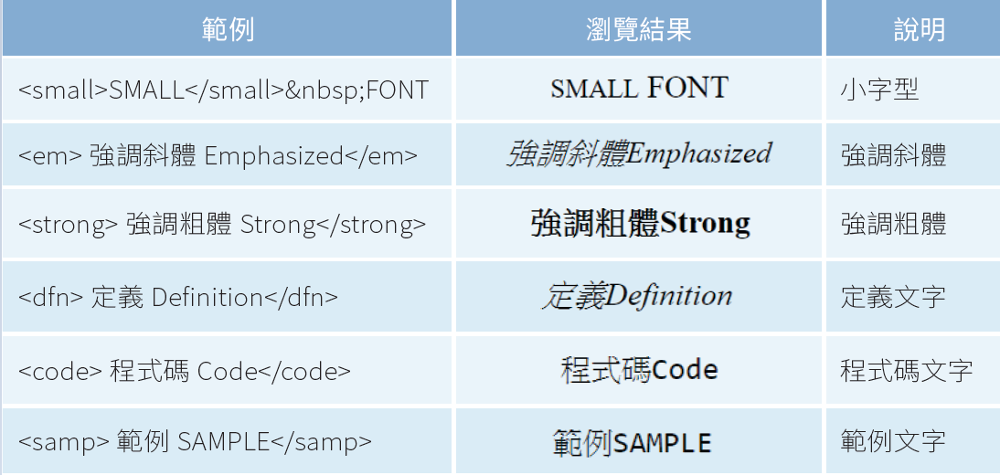 範例 瀏覽結果 說明
<small>SMALL</small>&nbsp;FONT SMALL FONT 小字型
<em> 強調斜體 Emphasized</em> 強調斜體Emphasized 強調斜體
<strong> 強調粗體 Strong</strong> 強調粗體Strong 強調粗體
<dfn> 定義 Definition</dfn> 定義Definition 定義文字
<code> 程式碼 Code</code> 程式碼Code 程式碼文字
<samp> 範例 SAMPLE</samp> 範例SAMPLE 範例文字